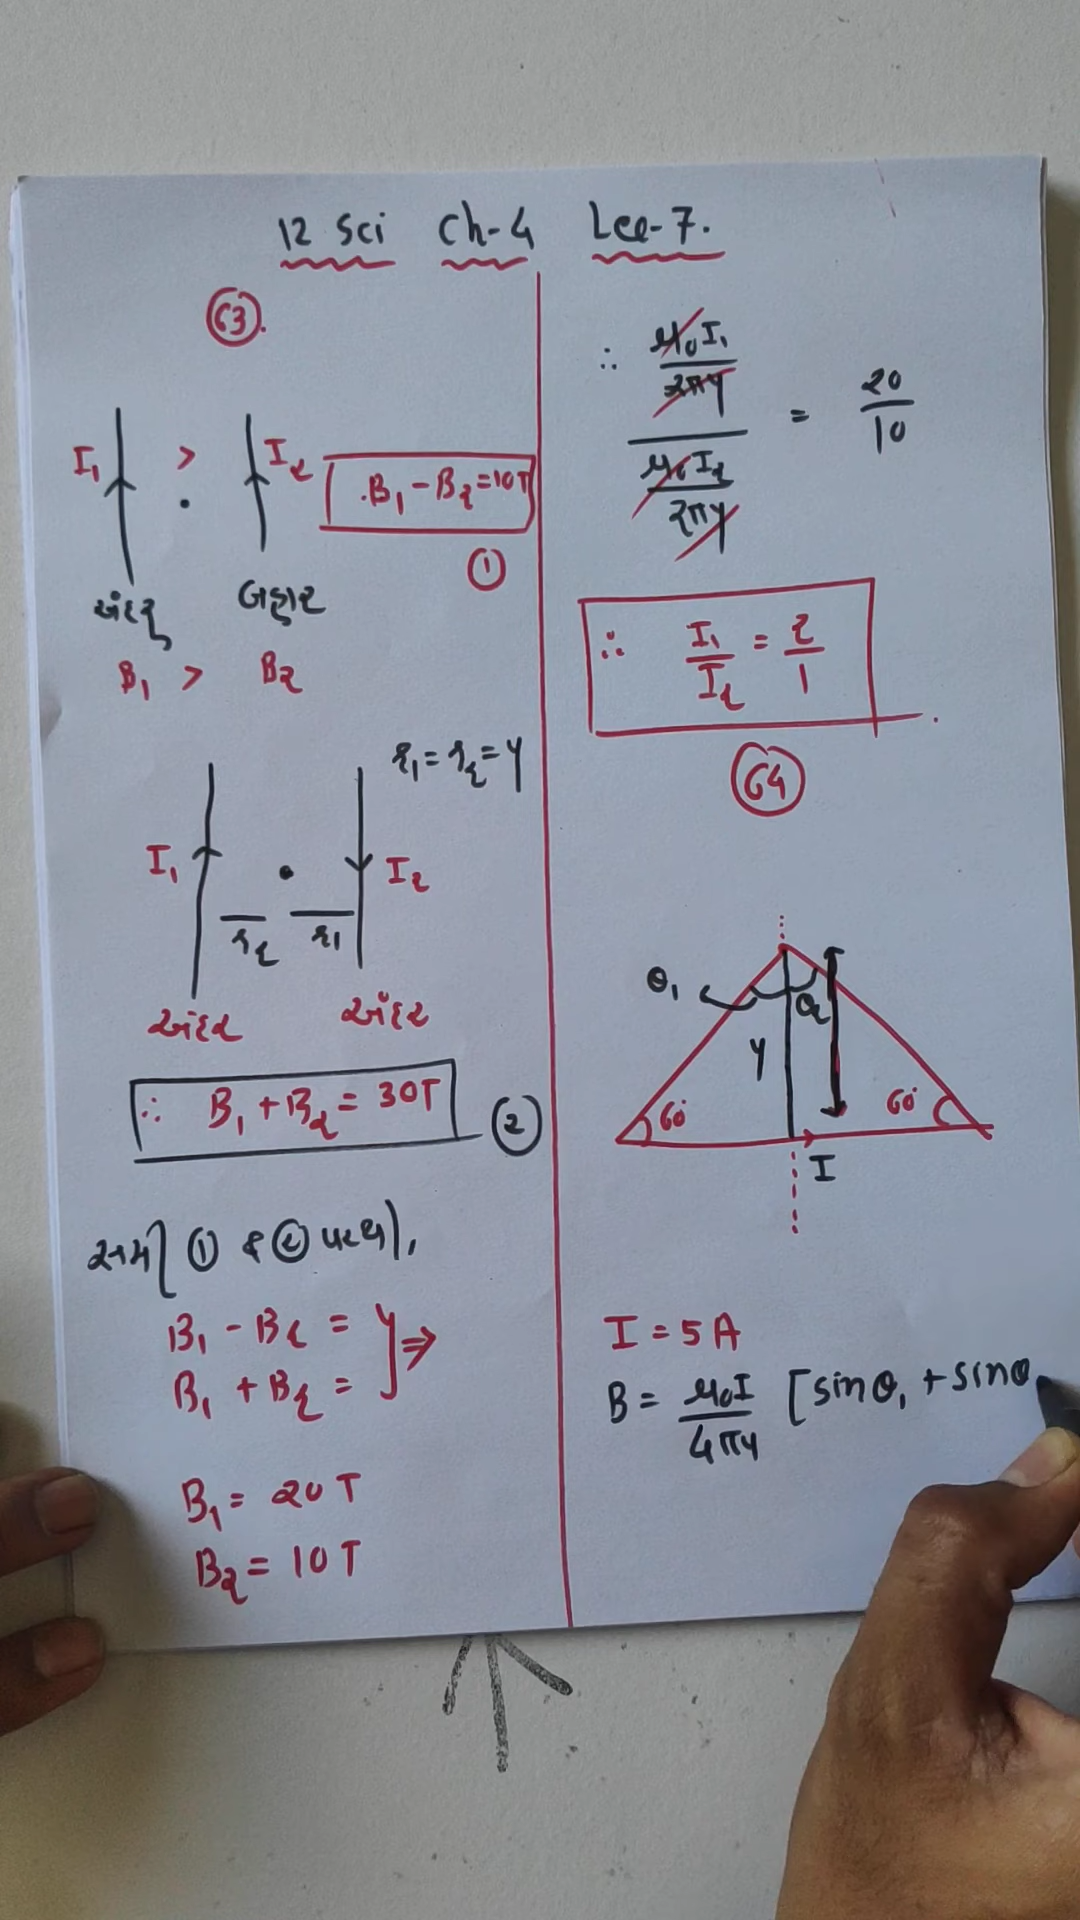 12 Sci Ch-4 Lec-7.
63.
I₁ > I₂
B₁ - B₂ = 10T
①
અંદર બહાર
B₁ > B₂
r₁ = r₂ = y
I₁ I₂
r₂ r₁
અંદર અંદર
∴ B₁ + B₂ = 30T ②
સમી ① & ② પરથી,
B₁ - B₂ =
B₁ + B₂ = } ⇒
B₁ = 20 T
B₂ = 10 T
∴ μ₀I₁/2πy / μ₀I₂/2πy = 20/10
∴ I₁/I₂ = 2/1
64
θ₁ θ₂
y
60° 60°
I
I = 5 A
B = μ₀I/4πy [sinθ₁ + sinθ